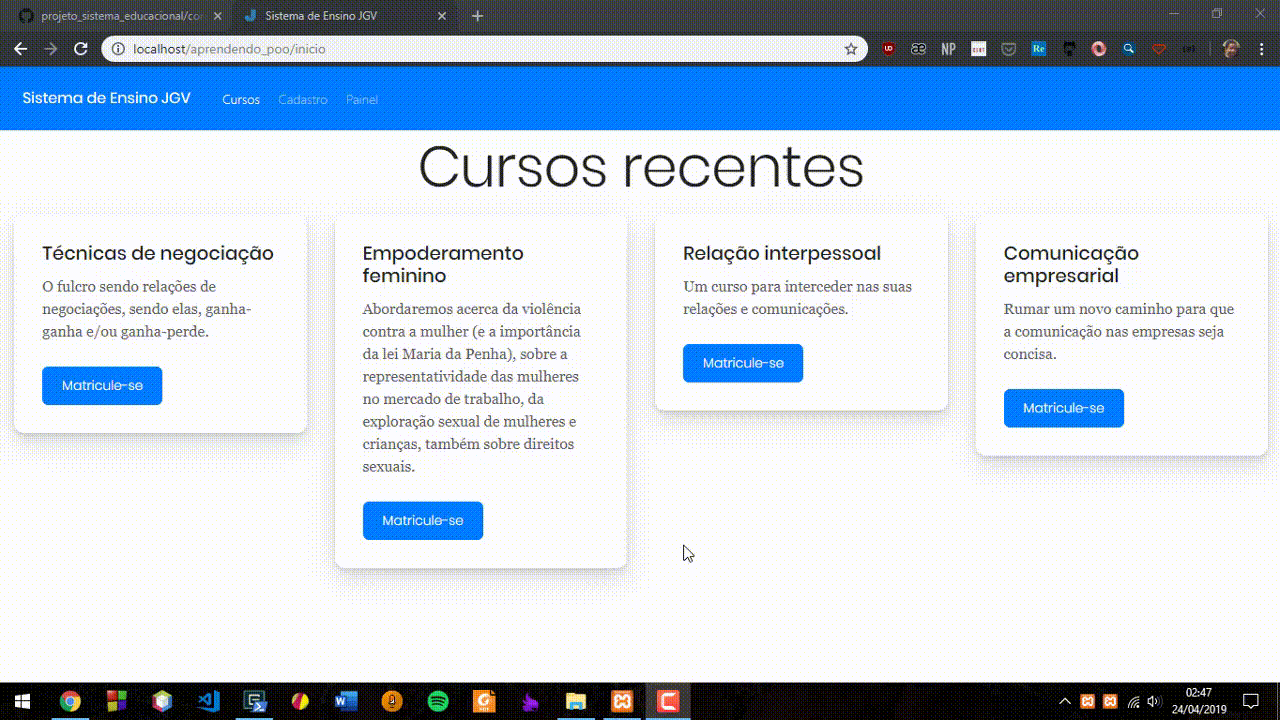 projeto_sistema_educacional/cor
Sistema de Ensino JGV
localhost/aprendendo_poo/inicio
NP
Re
Sistema de Ensino JGV
Cursos
Cadastro
Painel
Cursos recentes
Técnicas de negociação
O fulcro sendo relações de
negociações, sendo elas, ganha-
ganha e/ou ganha-perde.
Matricule-se
Empoderamento
feminino
Abordaremos acerca da violência
contra a mulher (e a importância
da lei Maria da Penha), sobre a
representatividade das mulheres
no mercado de trabalho, da
exploração sexual de mulheres e
crianças, também sobre direitos
sexuais.
Matricule-se
Relação interpessoal
Um curso para interceder nas suas
relações e comunicações.
Matricule-se
Comunicação
empresarial
Rumar um novo caminho para que
a comunicação nas empresas seja
concisa.
Matricule-se
02:47
24/04/2019